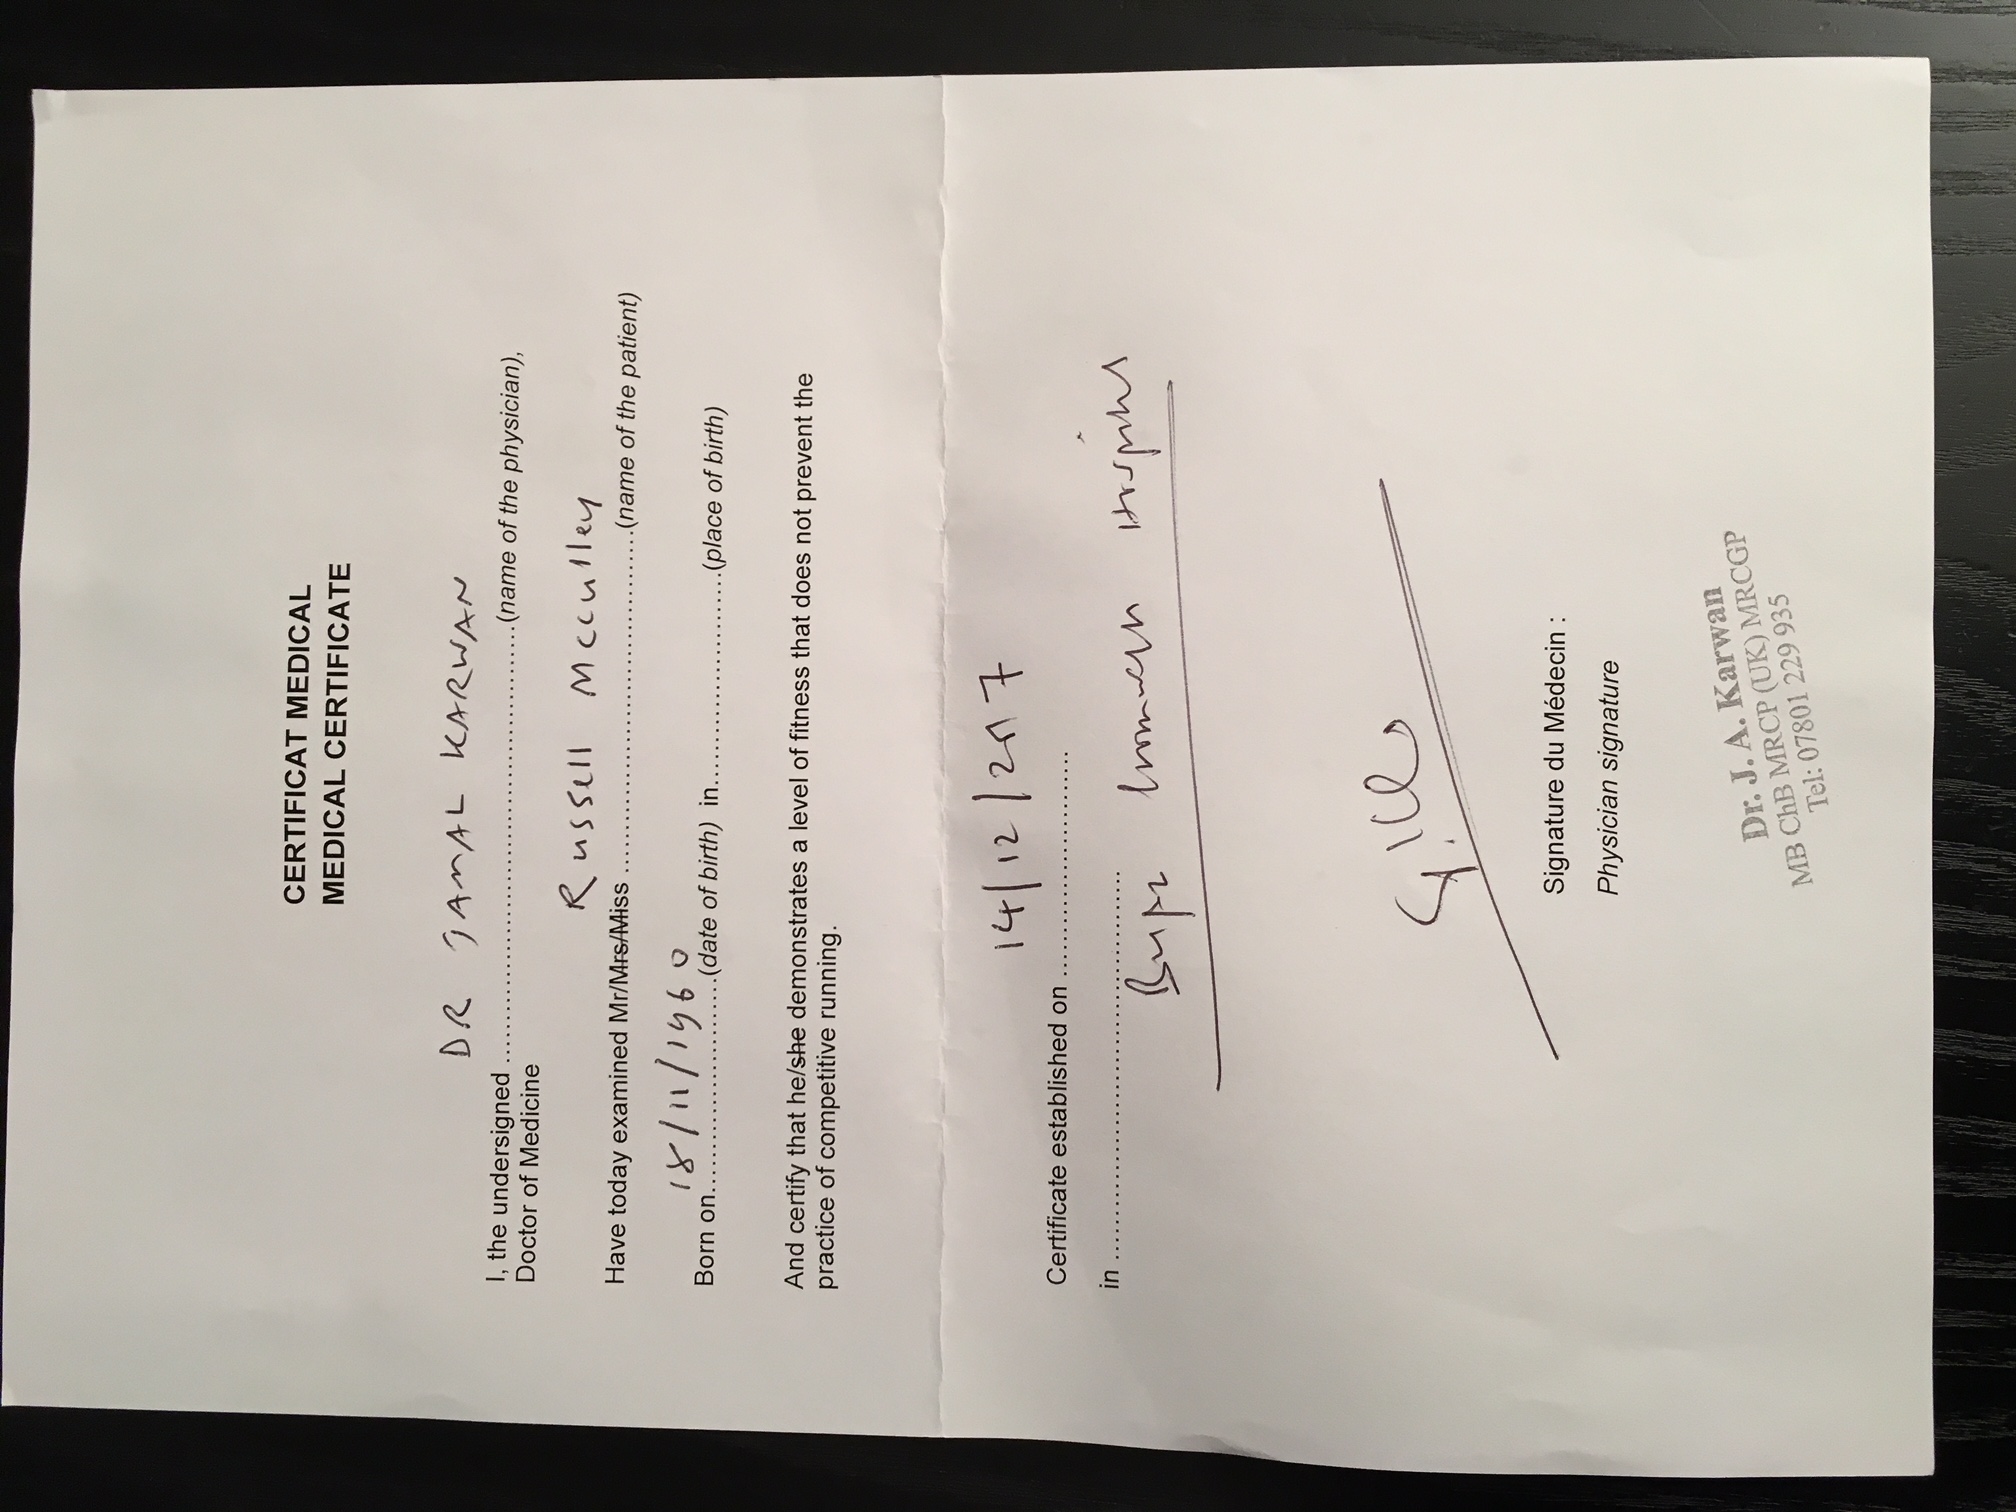 CERTIFICAT MEDICAL
MEDICAL CERTIFICATE
DR JAMAL KARWAN
I, the undersigned ....................................................(name of the physician),
Doctor of Medicine
Russell Mcculley
Have today examined Mr/Mrs/Miss .......................................(name of the patient)
18/11/1960
Born on.........................(date of birth) in.........................(place of birth)
And certify that he/she demonstrates a level of fitness that does not prevent the
practice of competitive running.
14/12/2017
Certificate established on ..........................
in ............................................
Bupa Cromwell Hospital
Signature du Médecin :
Physician signature
Dr. J. A. Karwan
MB ChB MRCP (UK) MRCGP
Tel: 07801 229 935